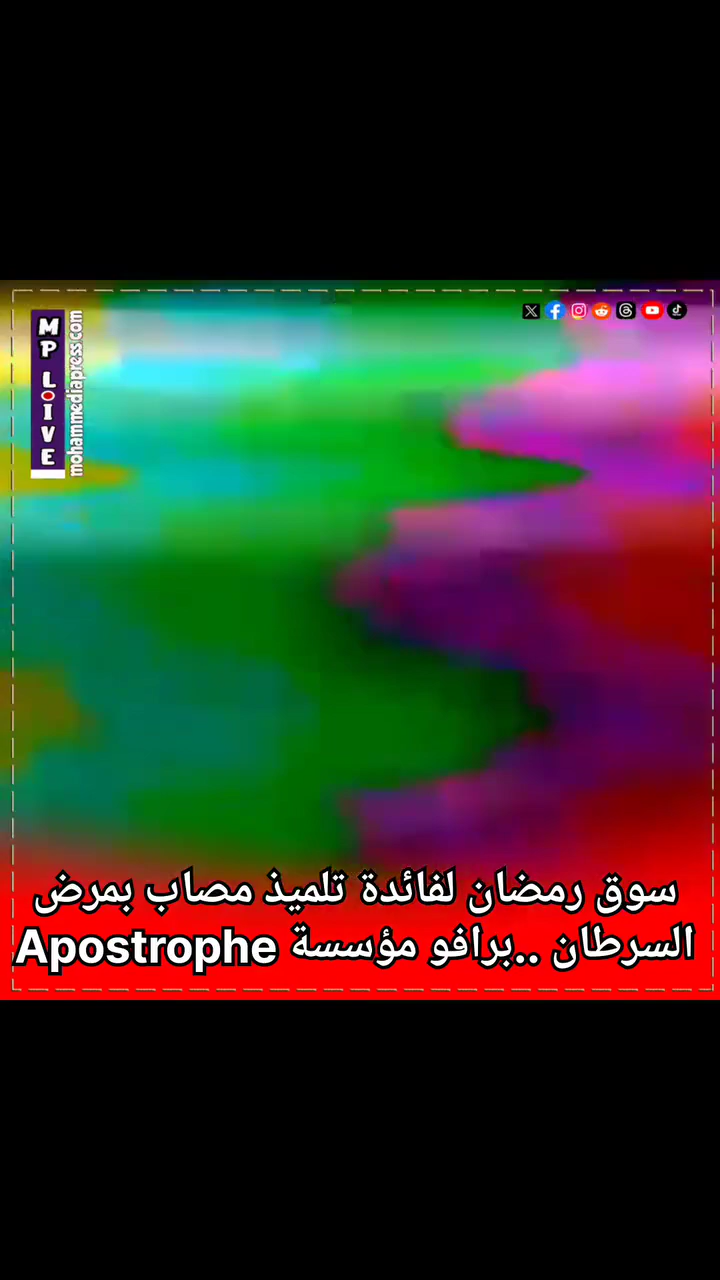 MP LIVE
mohammediapress.com
سوق رمضان لفائدة تلميذ مصاب بمرض
السرطان ..برافو مؤسسة Apostrophe